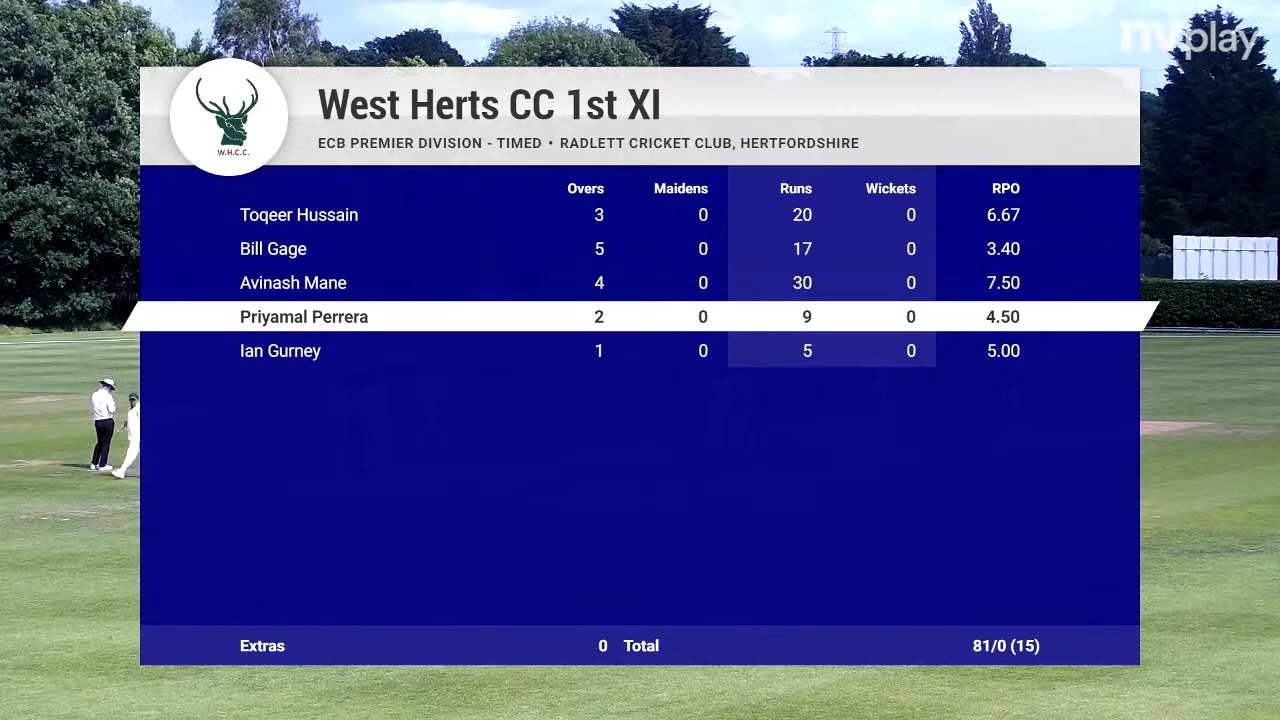 nvplay
West Herts CC 1st XI
ECB PREMIER DIVISION - TIMED • RADLETT CRICKET CLUB, HERTFORDSHIRE
W.H.C.C.
Overs Maidens Runs Wickets RPO
Toqeer Hussain 3 0 20 0 6.67
Bill Gage 5 0 17 0 3.40
Avinash Mane 4 0 30 0 7.50
Priyamal Perrera 2 0 9 0 4.50
Ian Gurney 1 0 5 0 5.00
Extras 0 Total 81/0 (15)